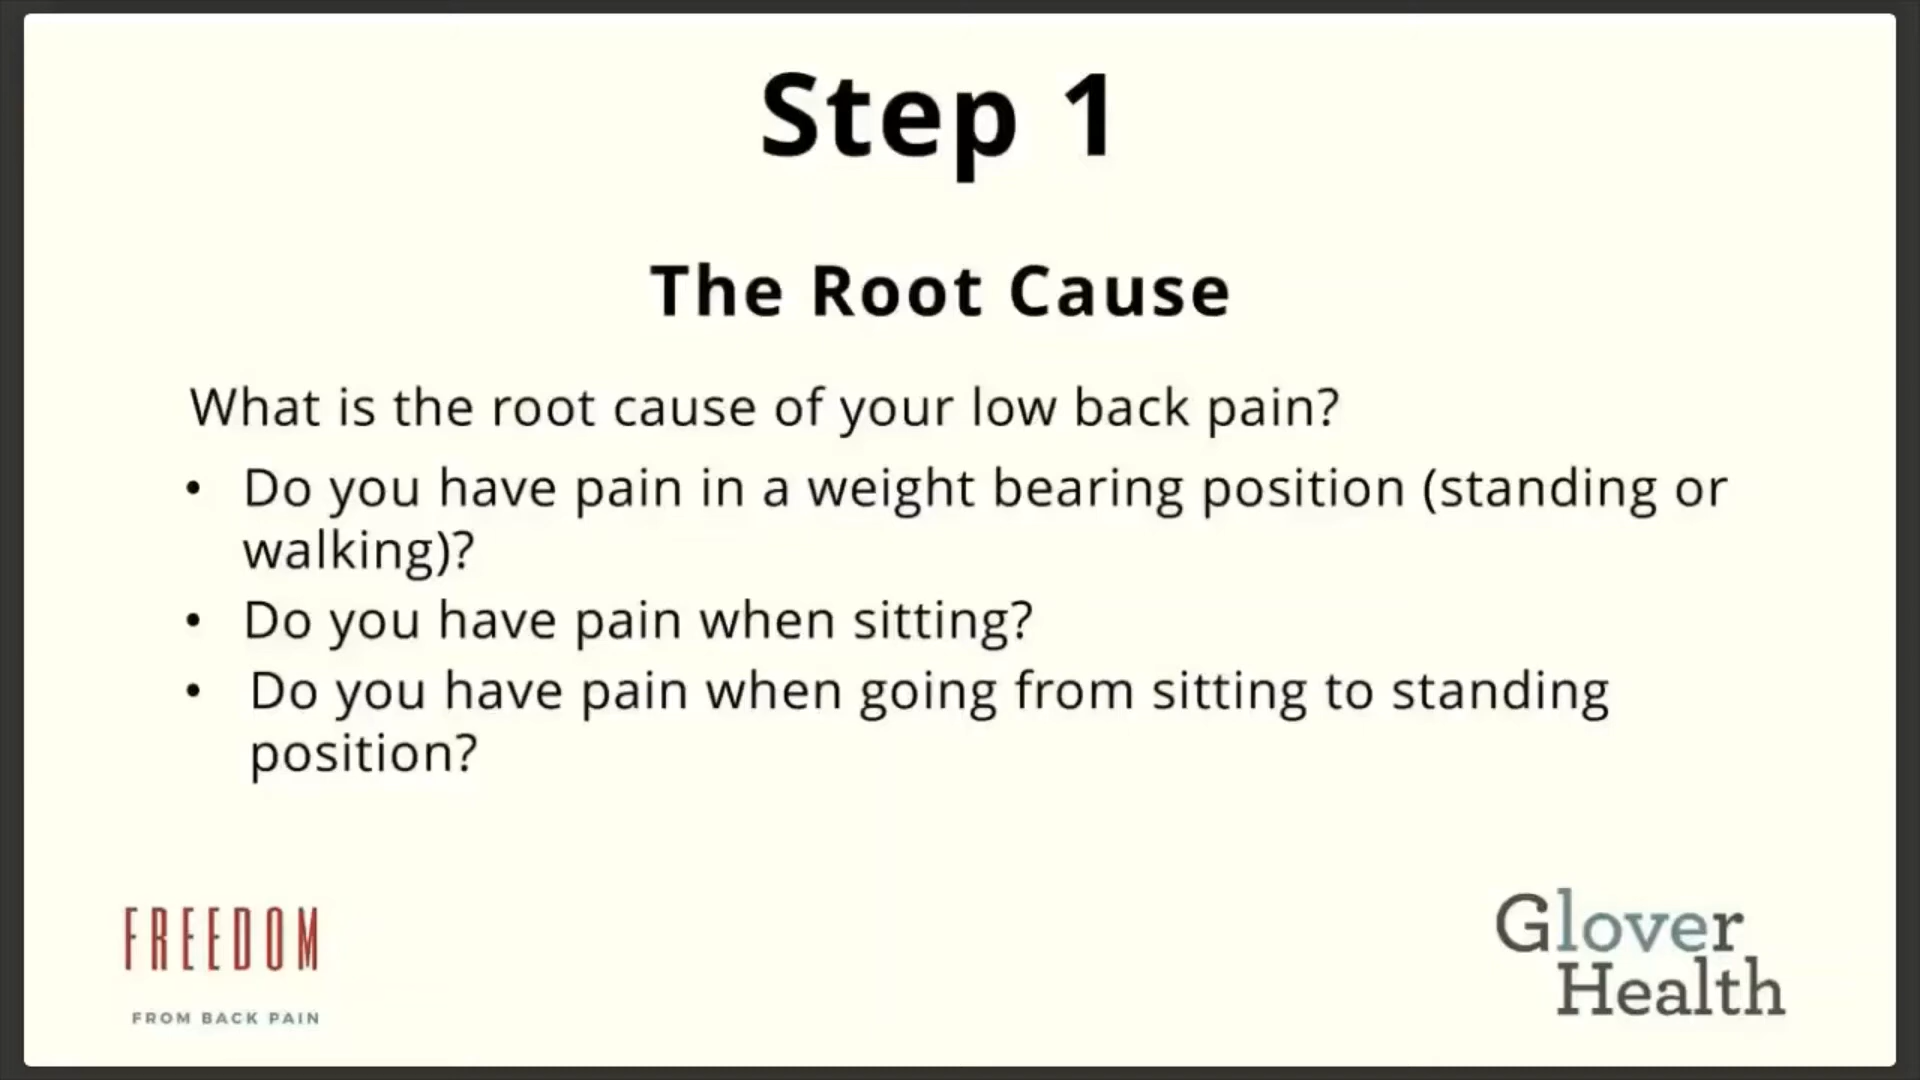 Step 1
The Root Cause
What is the root cause of your low back pain?
• Do you have pain in a weight bearing position (standing or
walking)?
• Do you have pain when sitting?
• Do you have pain when going from sitting to standing
position?
FREEDOM
FROM BACK PAIN
Glover
Health